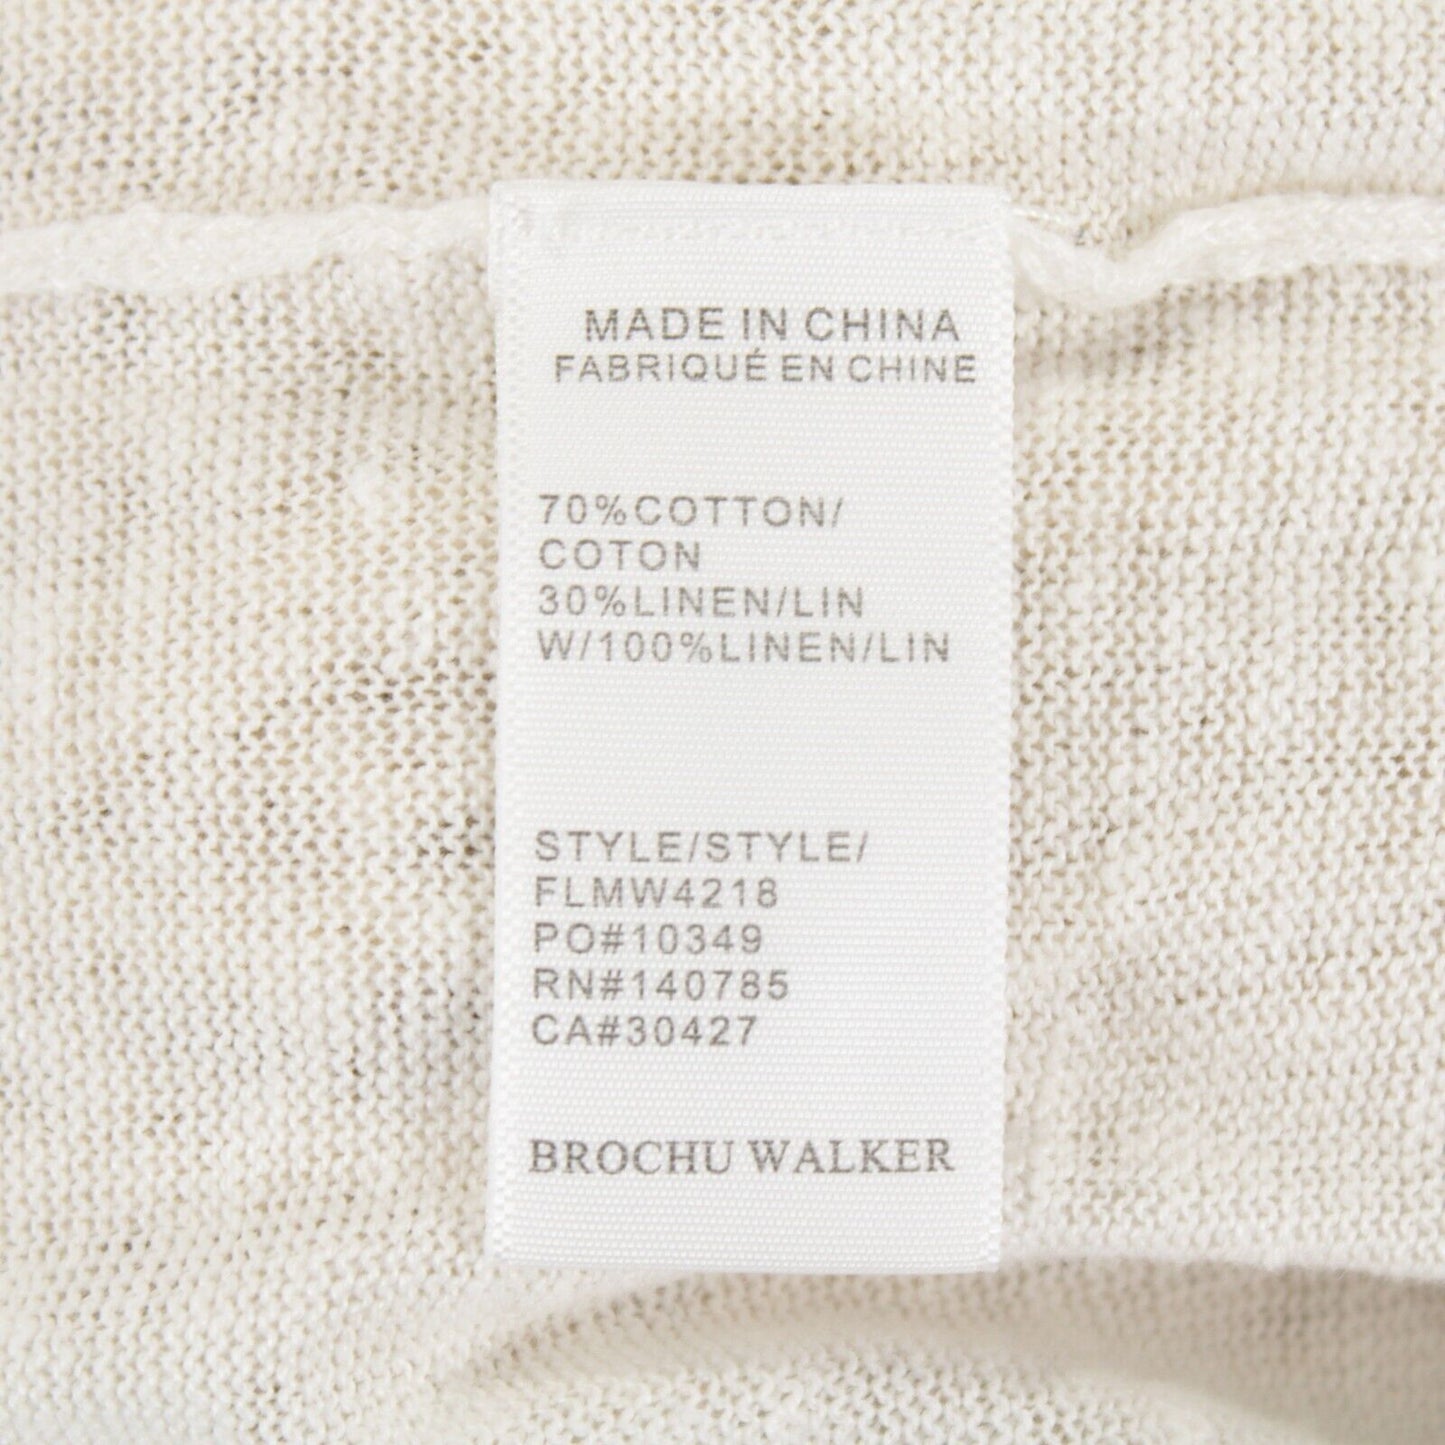 MADE IN CHINA
FABRIQUÉ EN CHINE
70%COTTON/
COTON
30%LINEN/LIN
W/100%LINEN/LIN
STYLE/STYLE/
FLMW4218
PO#10349
RN#140785
CA#30427
BROCHU WALKER